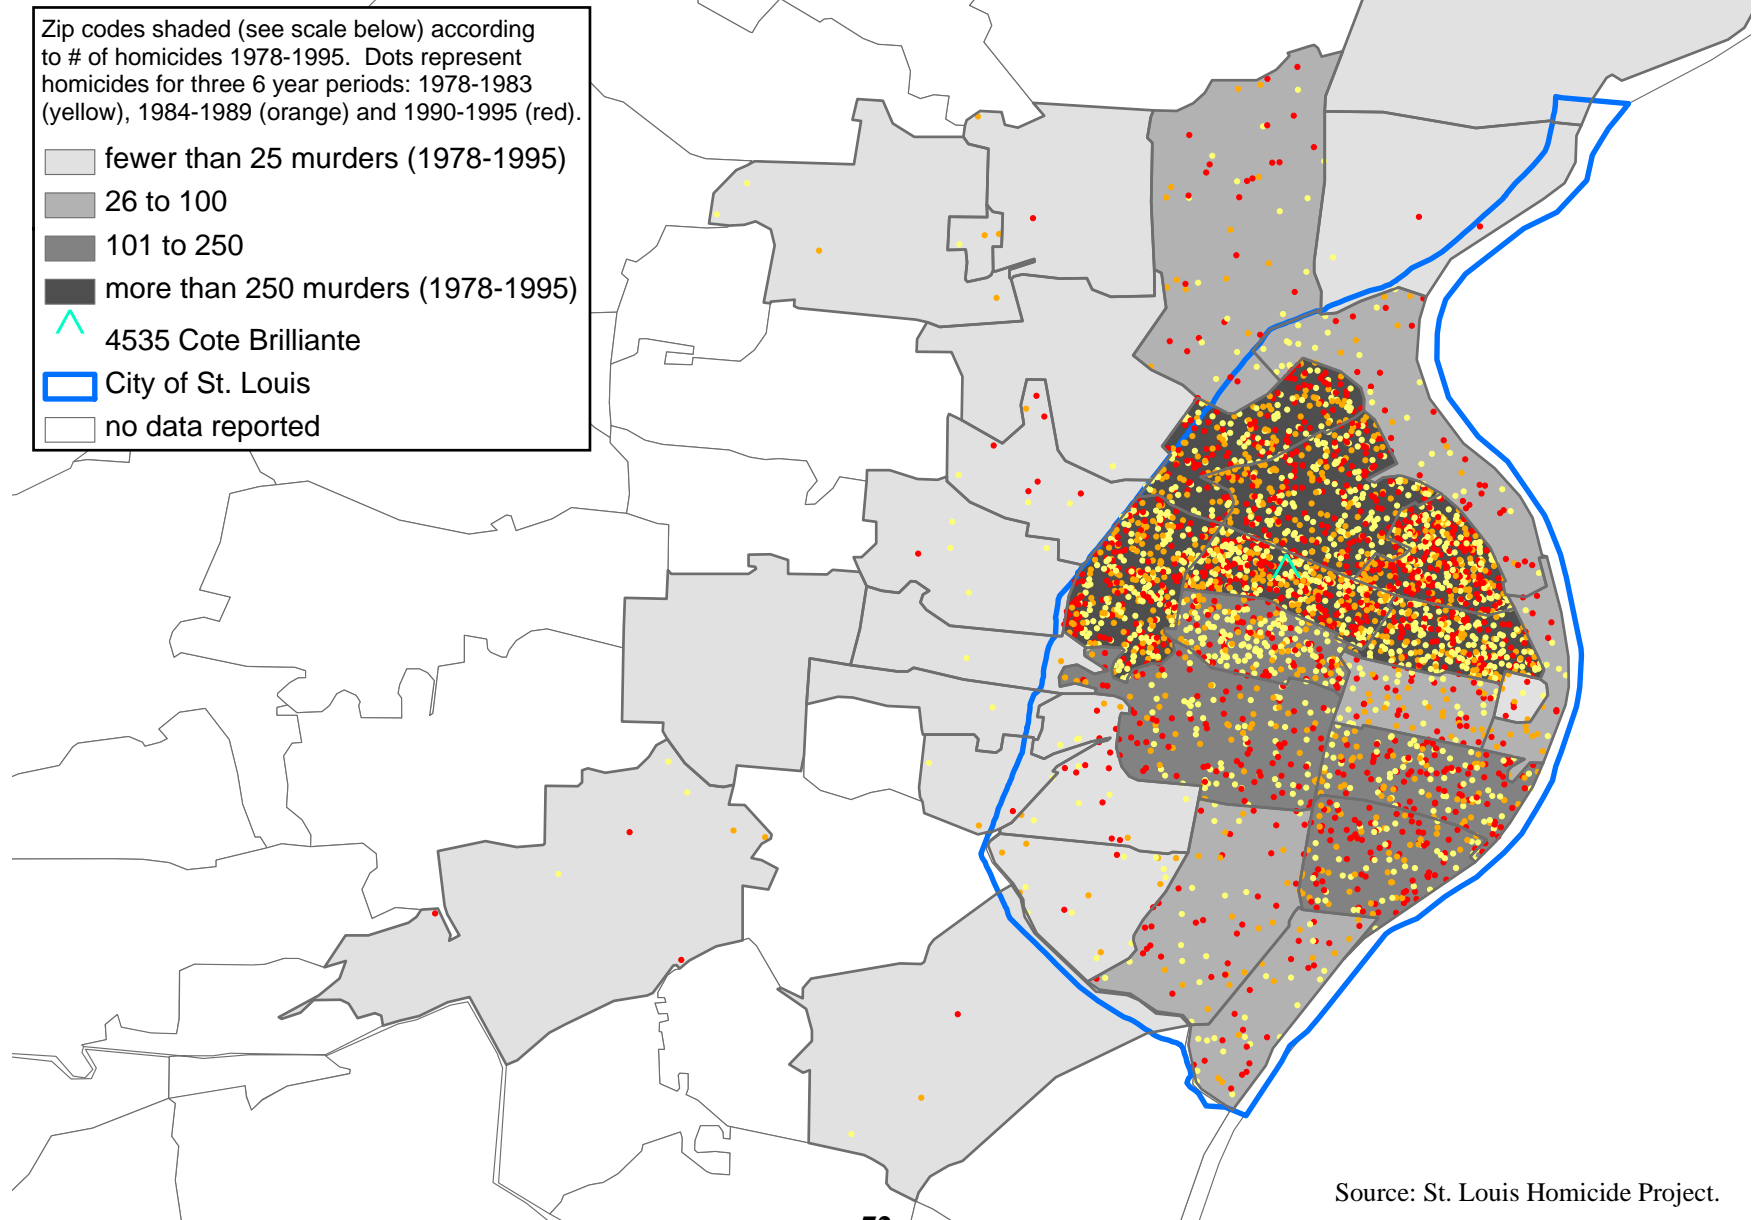 Zip codes shaded (see scale below) according
to # of homicides 1978-1995. Dots represent
homicides for three 6 year periods: 1978-1983
(yellow), 1984-1989 (orange) and 1990-1995 (red).
fewer than 25 murders (1978-1995)
26 to 100
101 to 250
more than 250 murders (1978-1995)
4535 Cote Brilliante
City of St. Louis
no data reported
Source: St. Louis Homicide Project.